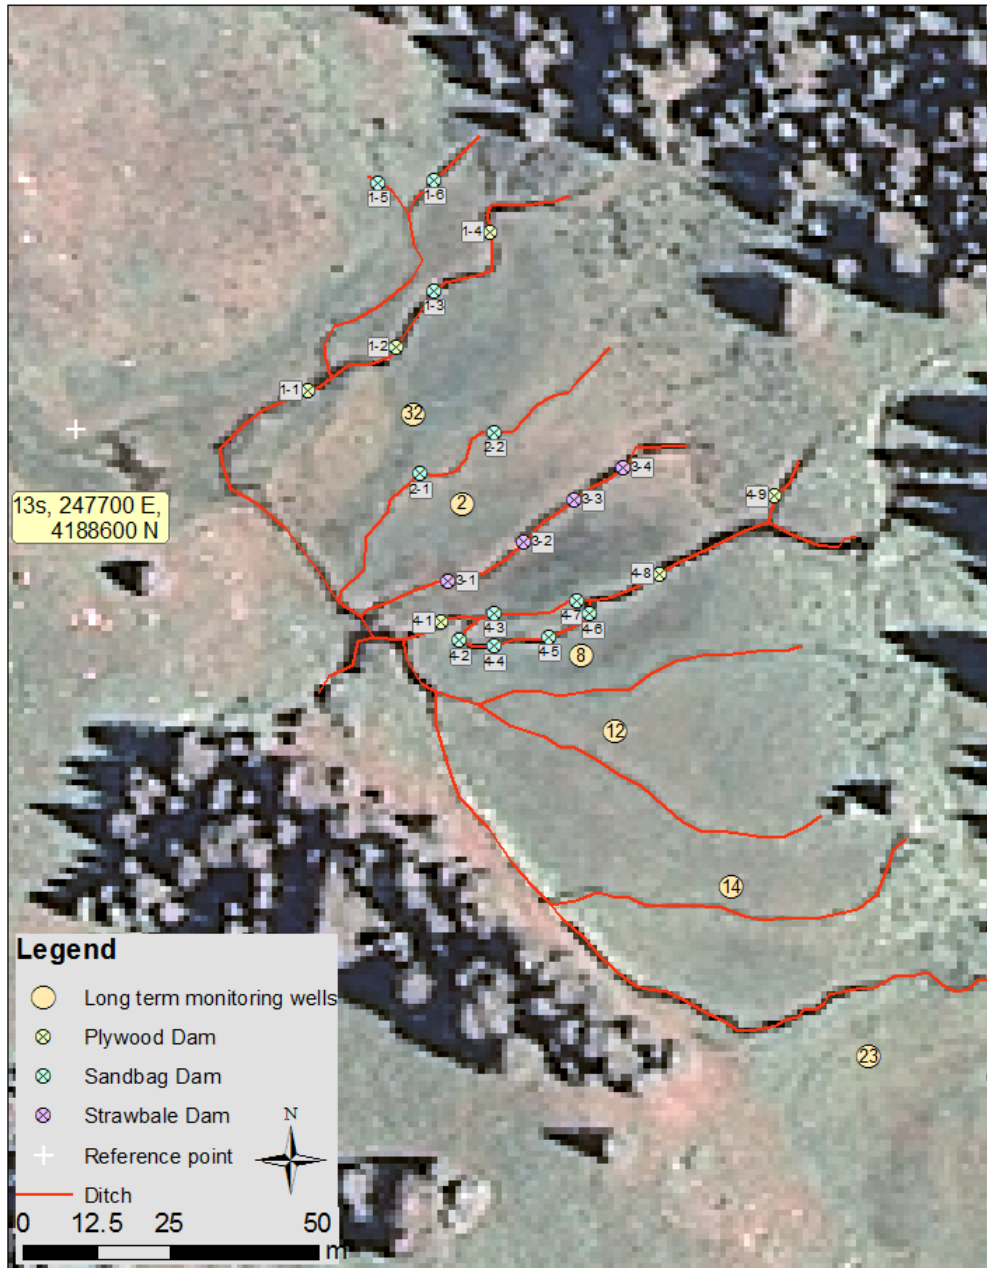 1-5
1-6
1-4
1-3
1-2
1-1
32
2-2
2-1
2
3-4
3-3
3-2
3-1
4-9
4-8
4-7
4-6
4-1
4-3
4-2
4-4
4-5
8
13s, 247700 E,
4188600 N
12
14
23
Legend
Long term monitoring wells
Plywood Dam
Sandbag Dam
Strawbale Dam
N
Reference point
Ditch
0 12.5 25 50
m